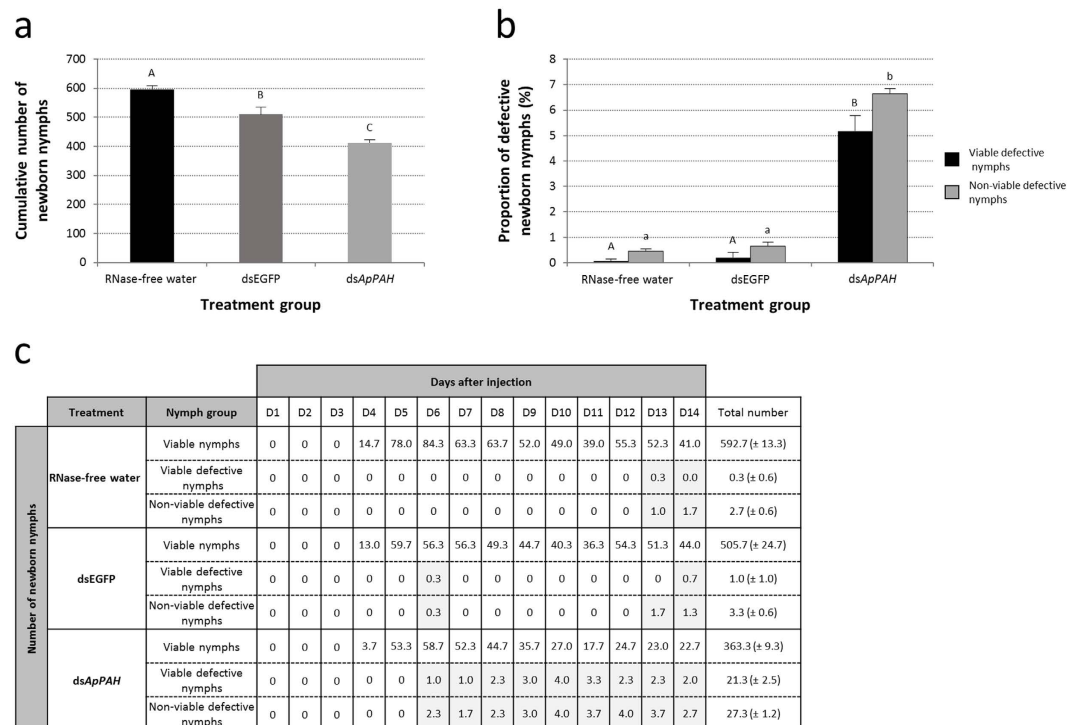 a
Cumulative number of
newborn nymphs
700
600
500
400
300
200
100
0
A
B
C
RNase-free water dsEGFP dsApPAH
Treatment group
b
Proportion of defective
newborn nymphs (%)
8
7
6
5
4
3
2
1
0
A a A a B b
RNase-free water dsEGFP dsApPAH
Treatment group
Viable defective
nymphs
Non-viable defective
nymphs
c
Days after injection
Treatment Nymph group D1 D2 D3 D4 D5 D6 D7 D8 D9 D10 D11 D12 D13 D14 Total number
Number of newborn nymphs
RNase-free water
Viable nymphs 0 0 0 14.7 78.0 84.3 63.3 63.7 52.0 49.0 39.0 55.3 52.3 41.0 592.7 (± 13.3)
Viable defective
nymphs 0 0 0 0 0 0 0 0 0 0 0 0 0.3 0.0 0.3 (± 0.6)
Non-viable defective
nymphs 0 0 0 0 0 0 0 0 0 0 0 0 1.0 1.7 2.7 (± 0.6)
dsEGFP
Viable nymphs 0 0 0 13.0 59.7 56.3 56.3 49.3 44.7 40.3 36.3 54.3 51.3 44.0 505.7 (± 24.7)
Viable defective
nymphs 0 0 0 0 0 0.3 0 0 0 0 0 0 0 0.7 1.0 (± 1.0)
Non-viable defective
nymphs 0 0 0 0 0 0.3 0 0 0 0 0 0 1.7 1.3 3.3 (± 0.6)
dsApPAH
Viable nymphs 0 0 0 3.7 53.3 58.7 52.3 44.7 35.7 27.0 17.7 24.7 23.0 22.7 363.3 (± 9.3)
Viable defective
nymphs 0 0 0 0 0 1.0 1.0 2.3 3.0 4.0 3.3 2.3 2.3 2.0 21.3 (± 2.5)
Non-viable defective
nymphs 0 0 0 0 0 2.3 1.7 2.3 3.0 4.0 3.7 4.0 3.7 2.7 27.3 (± 1.2)